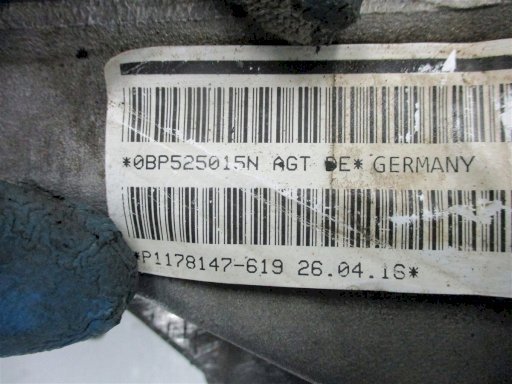 *0BP525015N AGT DE* GERMANY
*P1178147-619 26.04.16*